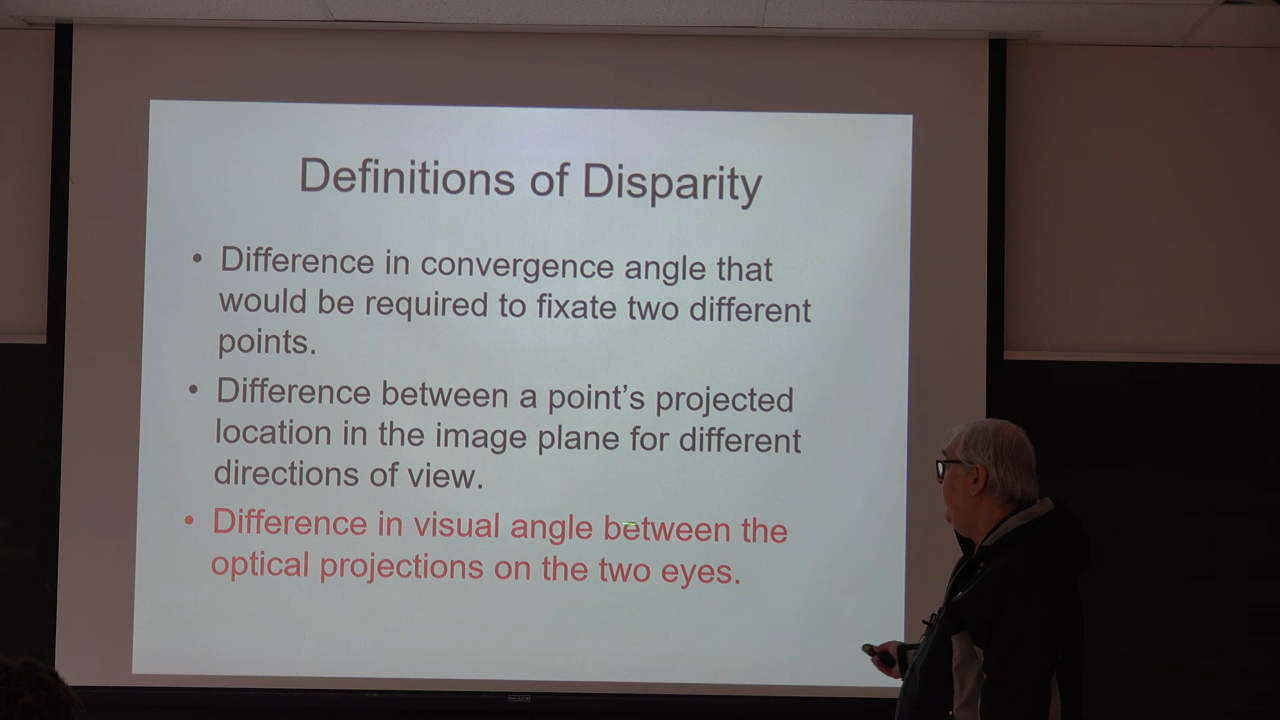 Definitions of Disparity
• Difference in convergence angle that
would be required to fixate two different
points.
• Difference between a point's projected
location in the image plane for different
directions of view.
• Difference in visual angle between the
optical projections on the two eyes.